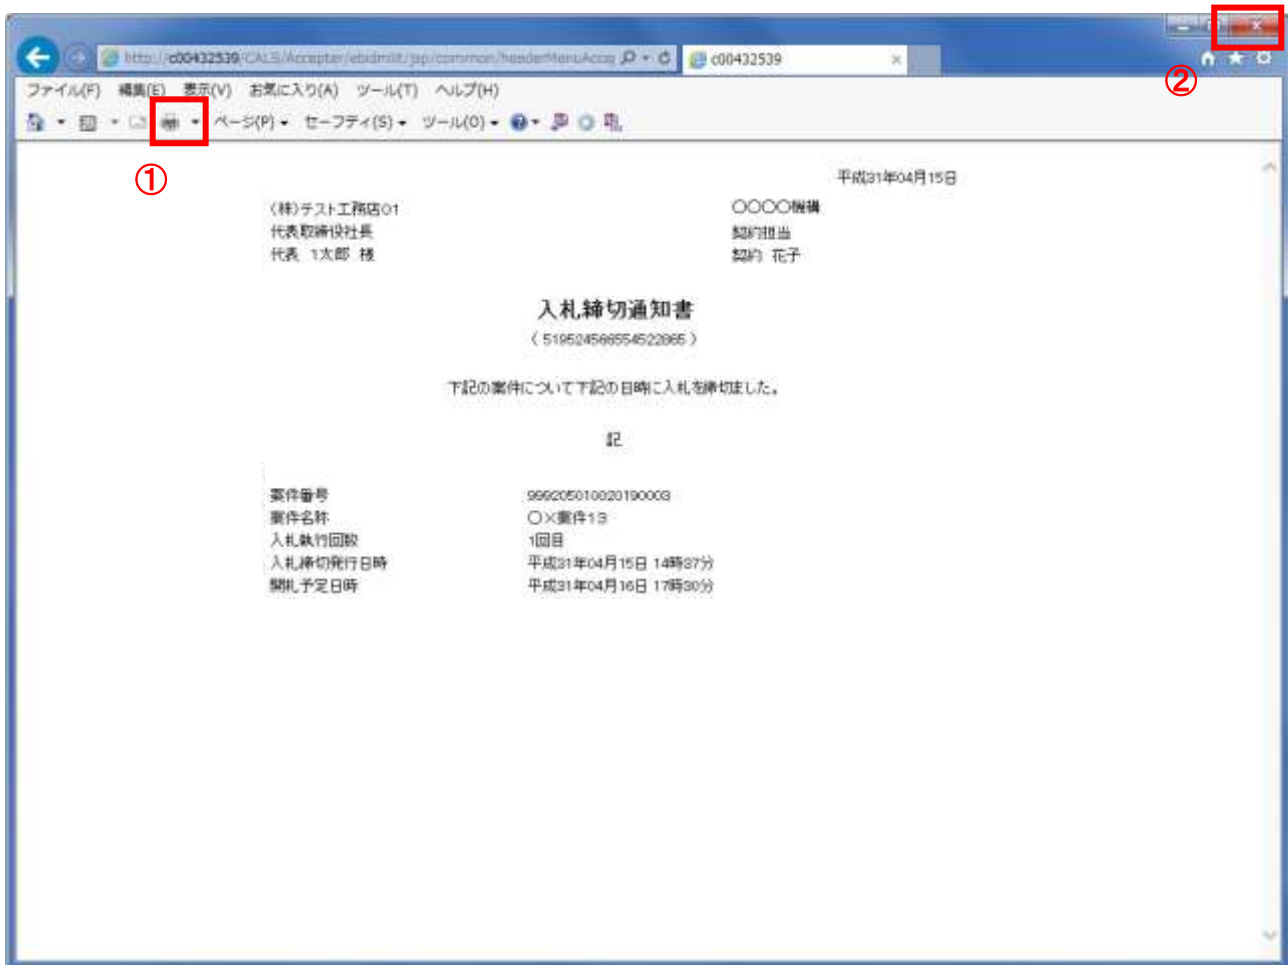 http://c00432539/CALS/Accepter/ebidmlit/jsp/common/headerMenuAccep
c00432539
ファイル(F) 編集(E) 表示(V) お気に入り(A) ツール(T) ヘルプ(H)
ページ(P) セーフティ(S) ツール(O)
①
②
平成31年04月15日
(株)テスト工務店01
代表取締役社長
代表 1太郎 様
〇〇〇〇機構
契約担当
契約 花子
入札締切通知書
(519524566554522865)
下記の案件について下記の日時に入札を締切ました。
記
案件番号 999205010020190003
案件名称 〇×案件13
入札執行回数 1回目
入札締切発行日時 平成31年04月15日 14時37分
開札予定日時 平成31年04月16日 17時30分